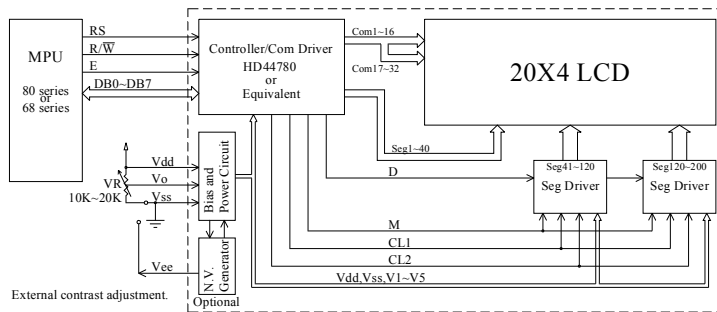 RS
R/W
E
DB0~DB7
MPU
80 series
or
68 series
Controller/Com Driver
HD44780
or
Equivalent
Com1~16
Com17~32
20X4 LCD
Seg1~40
D
Seg41~120
Seg Driver
Seg120~200
Seg Driver
Vdd
Vo
Vss
VR
10K~20K
Bias and
Power Circuit
M
CL1
CL2
Vdd,Vss,V1~V5
Vee
N.V.
Generator
Optional
External contrast adjustment.